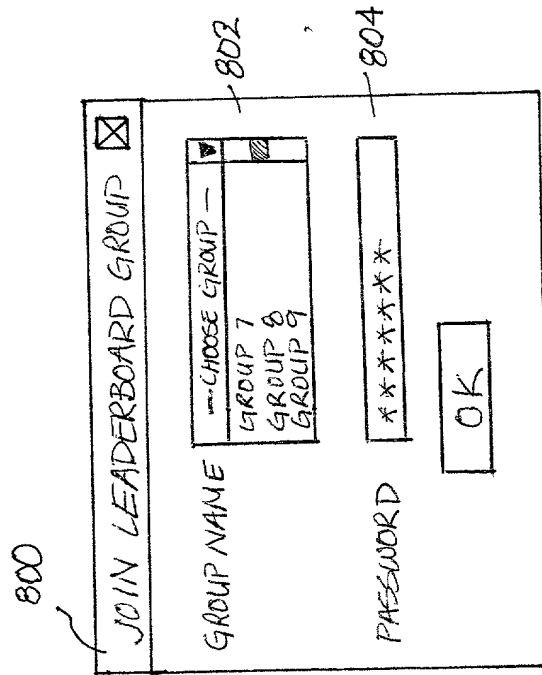 800
JOIN LEADERBOARD GROUP
GROUP NAME
--- CHOOSE GROUP ---
802
GROUP 7
GROUP 8
GROUP 9
PASSWORD
*******
804
OK